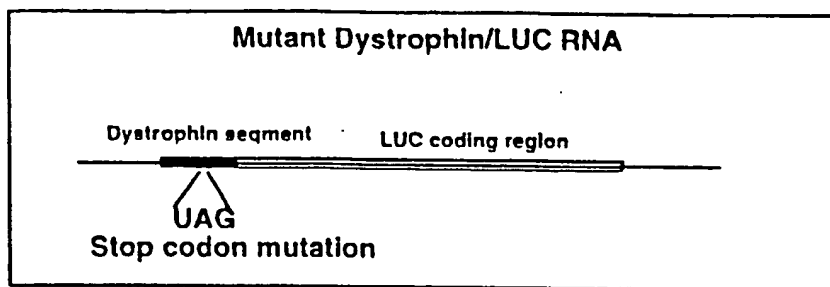 Mutant Dystrophin/LUC RNA
Dystrophin seqment LUC coding region
UAG
Stop codon mutation